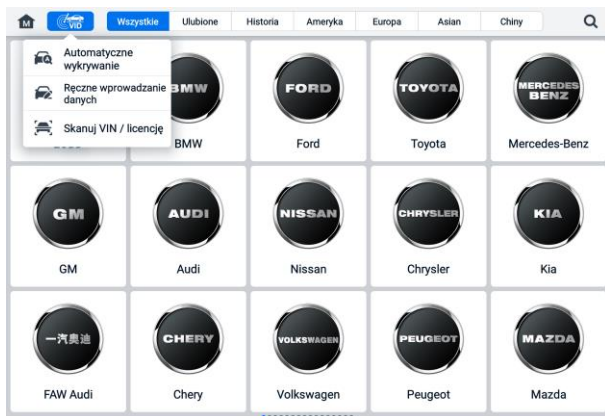 M
VID
Wszystkie Ulubione Historia Ameryka Europa Asian Chiny
Automatyczne
wykrywanie
Ręczne wprowadzanie
danych
Skanuj VIN / licencję
BMW FORD TOYOTA MERCEDES
BENZ
BMW Ford Toyota Mercedes-Benz
GM AUDI NISSAN CHRYSLER KIA
GM Audi Nissan Chrysler Kia
一汽奥迪 CHERY VOLKSWAGEN PEUGEOT MAZDA
FAW Audi Chery Volkswagen Peugeot Mazda